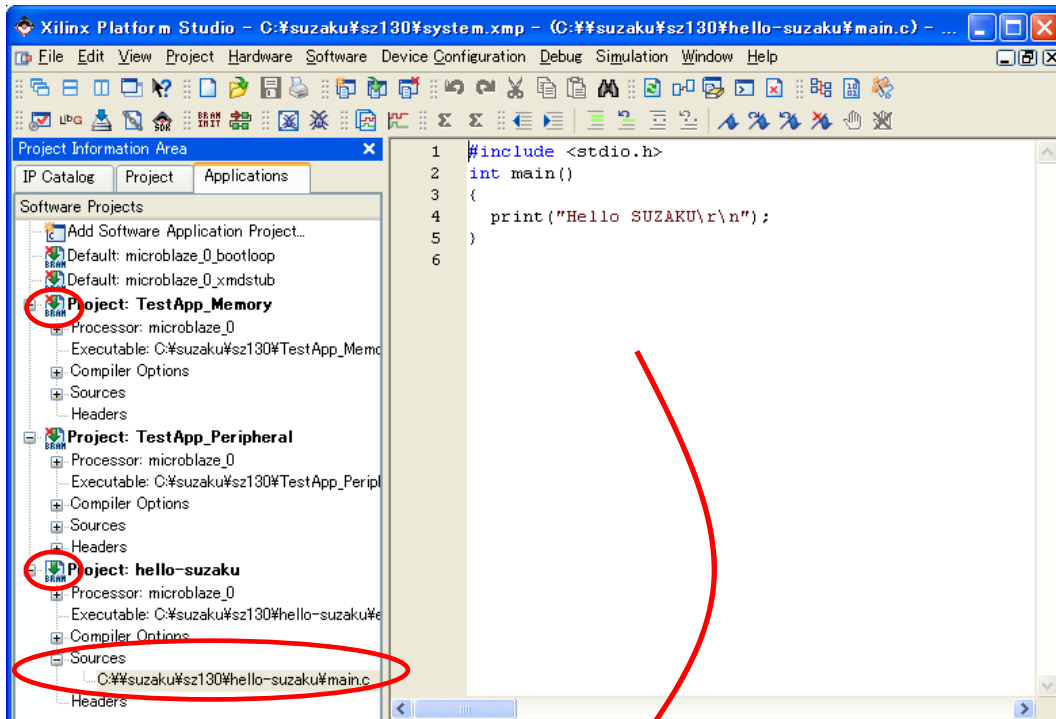 Xilinx Platform Studio - C:¥suzaku¥sz130¥system.xmp - (C:¥¥suzaku¥sz130¥hello-suzaku¥main.c) - ...
File Edit View Project Hardware Software Device Configuration Debug Simulation Window Help
Project Information Area
IP Catalog Project Applications
Software Projects
Add Software Application Project...
Default: microblaze_0_bootloop
Default: microblaze_0_xmdstub
Project: TestApp_Memory
Processor: microblaze_0
Executable: C:¥suzaku¥sz130¥TestApp_Memo
Compiler Options
Sources
Headers
Project: TestApp_Peripheral
Processor: microblaze_0
Executable: C:¥suzaku¥sz130¥TestApp_Peripl
Compiler Options
Sources
Headers
Project: hello-suzaku
Processor: microblaze_0
Executable: C:¥suzaku¥sz130¥hello-suzaku¥e
Compiler Options
Sources
C:¥¥suzaku¥sz130¥hello-suzaku¥main.c
Headers
1 #include <stdio.h>
2 int main()
3 {
4 print("Hello SUZAKU\r\n");
5 }
6